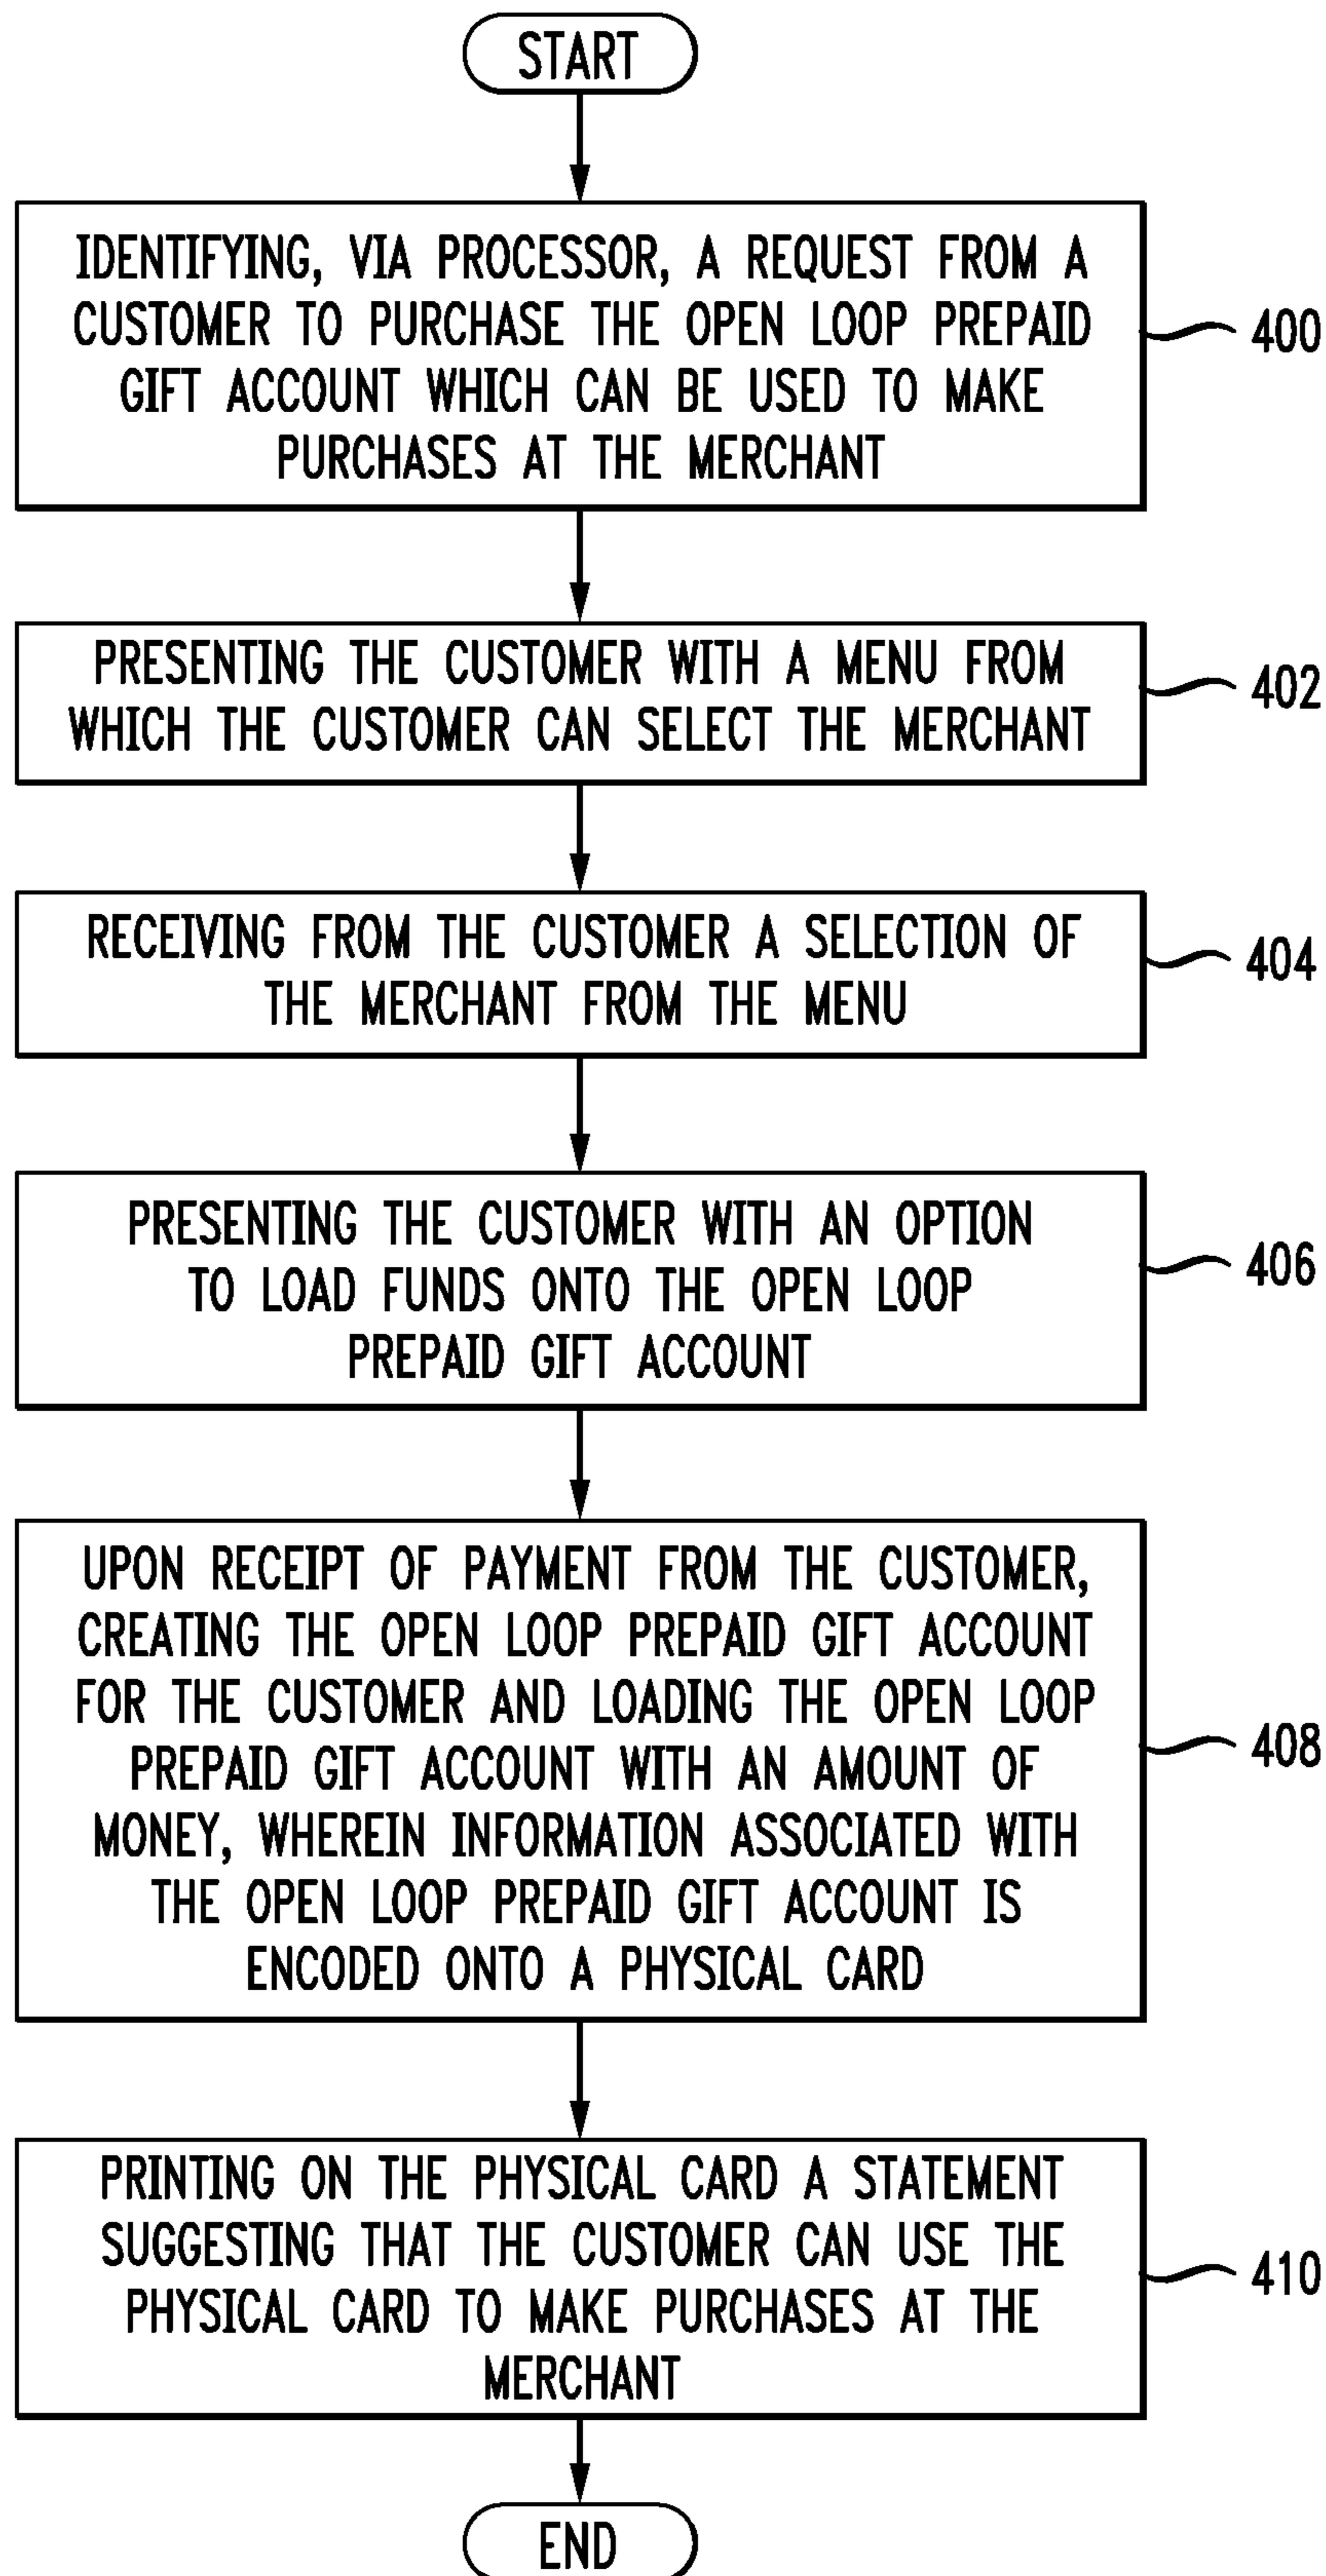 START
IDENTIFYING, VIA PROCESSOR, A REQUEST FROM A
CUSTOMER TO PURCHASE THE OPEN LOOP PREPAID
GIFT ACCOUNT WHICH CAN BE USED TO MAKE
PURCHASES AT THE MERCHANT
400
PRESENTING THE CUSTOMER WITH A MENU FROM
WHICH THE CUSTOMER CAN SELECT THE MERCHANT
402
RECEIVING FROM THE CUSTOMER A SELECTION OF
THE MERCHANT FROM THE MENU
404
PRESENTING THE CUSTOMER WITH AN OPTION
TO LOAD FUNDS ONTO THE OPEN LOOP
PREPAID GIFT ACCOUNT
406
UPON RECEIPT OF PAYMENT FROM THE CUSTOMER,
CREATING THE OPEN LOOP PREPAID GIFT ACCOUNT
FOR THE CUSTOMER AND LOADING THE OPEN LOOP
PREPAID GIFT ACCOUNT WITH AN AMOUNT OF
MONEY, WHEREIN INFORMATION ASSOCIATED WITH
THE OPEN LOOP PREPAID GIFT ACCOUNT IS
ENCODED ONTO A PHYSICAL CARD
408
PRINTING ON THE PHYSICAL CARD A STATEMENT
SUGGESTING THAT THE CUSTOMER CAN USE THE
PHYSICAL CARD TO MAKE PURCHASES AT THE
MERCHANT
410
END